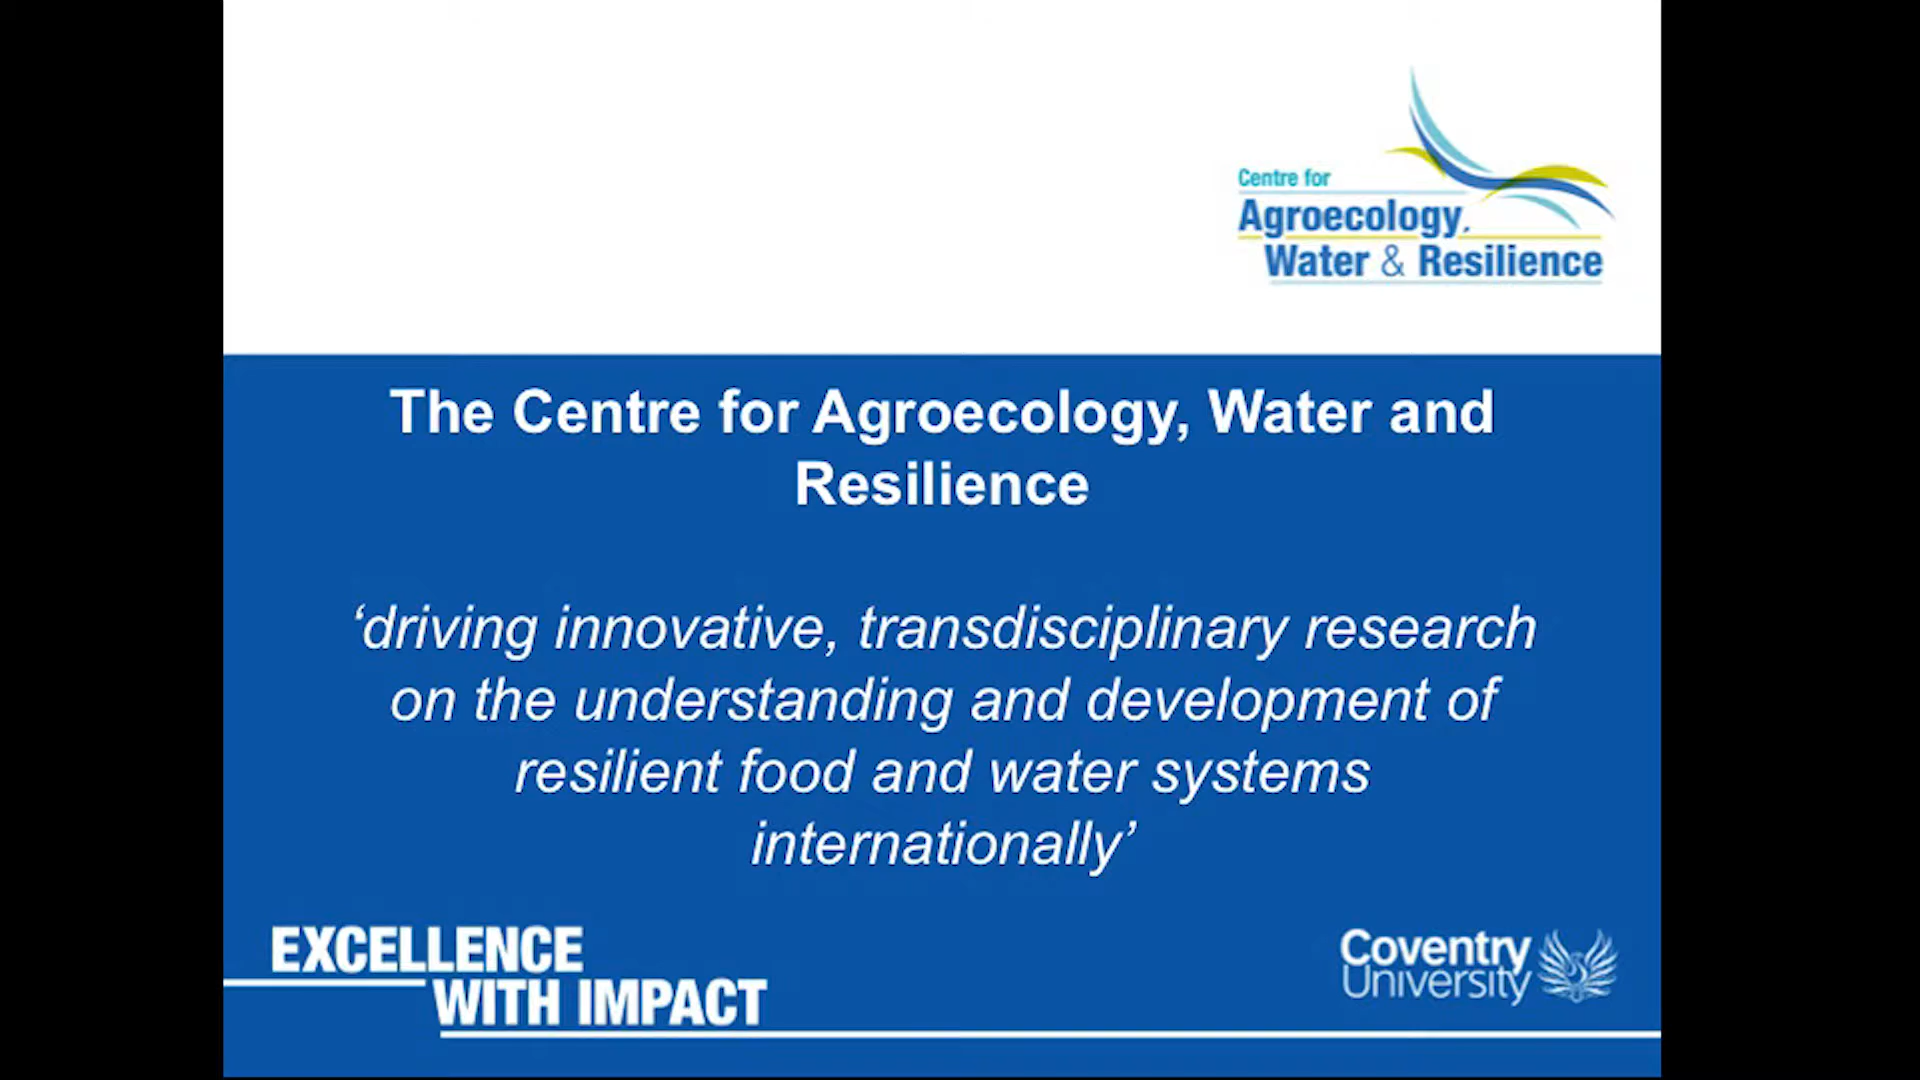 Centre for
Agroecology,
Water & Resilience
The Centre for Agroecology, Water and
Resilience
‘driving innovative, transdisciplinary research
on the understanding and development of
resilient food and water systems
internationally’
EXCELLENCE
WITH IMPACT
Coventry
University